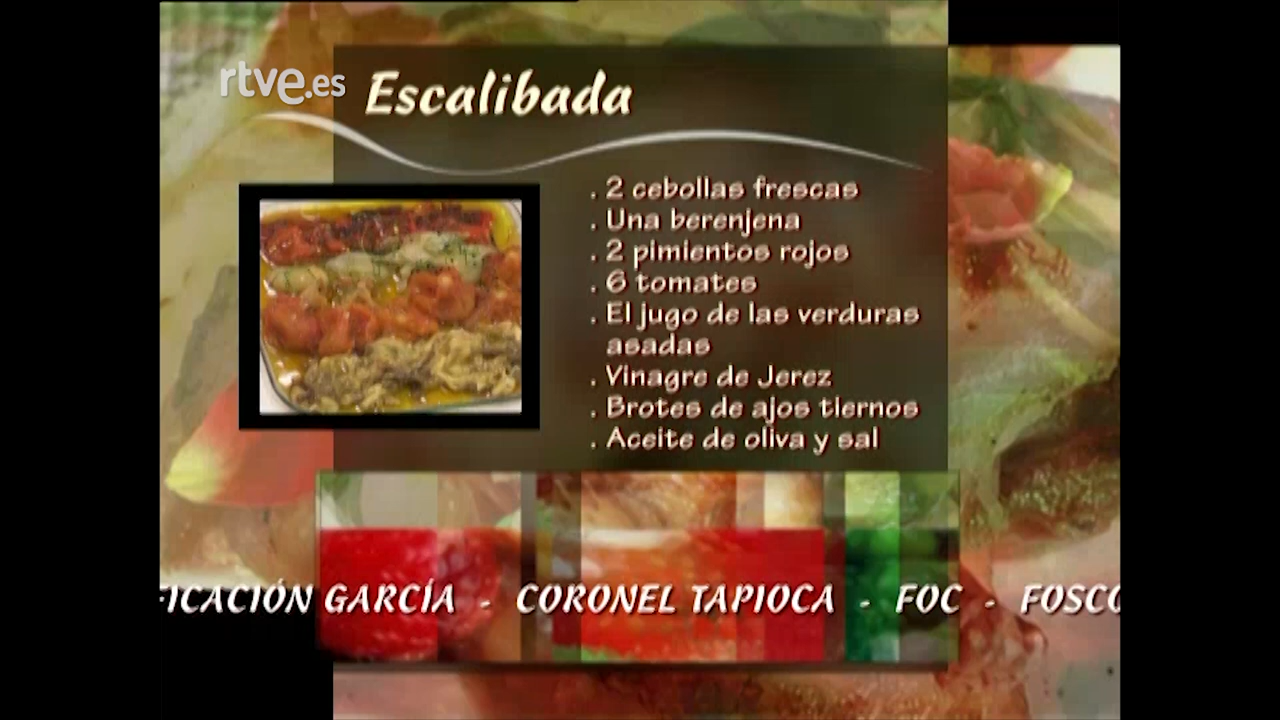 rtve.es
Escalibada
. 2 cebollas frescas
. Una berenjena
. 2 pimientos rojos
. 6 tomates
. El jugo de las verduras
asadas
. Vinagre de Jerez
. Brotes de ajos tiernos
. Aceite de oliva y sal
FICACIÓN GARCÍA - CORONEL TAPIOCA - FOC - FOSCO